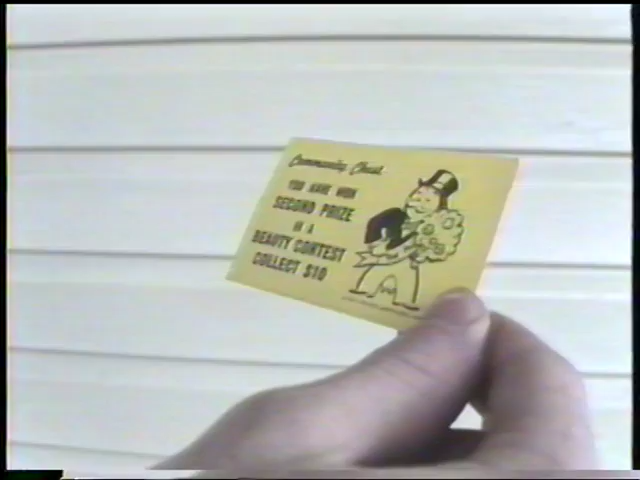 Community Chest
YOU HAVE WON
SECOND PRIZE
IN A
BEAUTY CONTEST
COLLECT $10